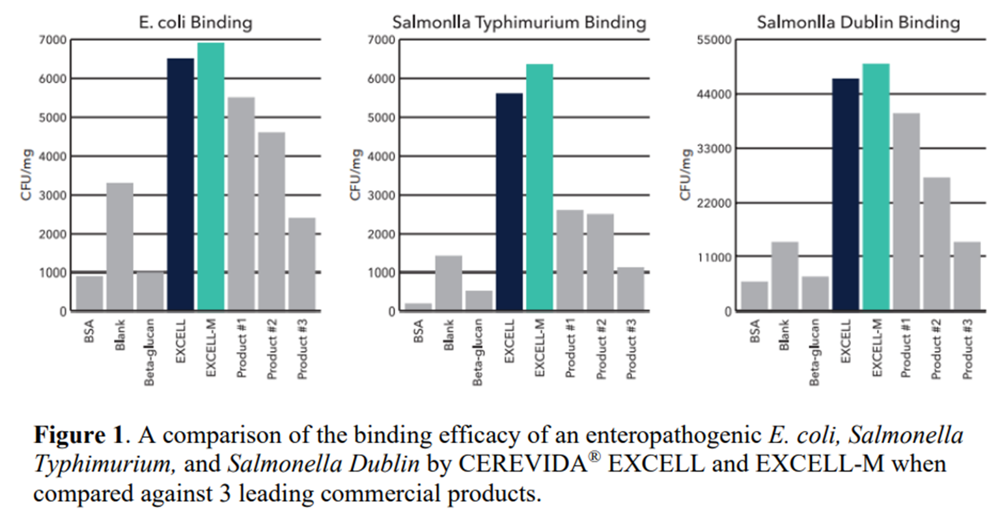 E. coli Binding
7000
6000
5000
4000
3000
2000
1000
0
CFU/mg
BSA
Blank
Beta-glucan
EXCELL
EXCELL-M
Product #1
Product #2
Product #3
Salmonlla Typhimurium Binding
7000
6000
5000
4000
3000
2000
1000
0
CFU/mg
BSA
Blank
Beta-glucan
EXCELL
EXCELL-M
Product #1
Product #2
Product #3
Salmonlla Dublin Binding
55000
44000
33000
22000
11000
0
CFU/mg
BSA
Blank
Beta-glucan
EXCELL
EXCELL-M
Product #1
Product #2
Product #3
Figure 1. A comparison of the binding efficacy of an enteropathogenic E. coli, Salmonella
Typhimurium, and Salmonella Dublin by CEREVIDA® EXCELL and EXCELL-M when
compared against 3 leading commercial products.